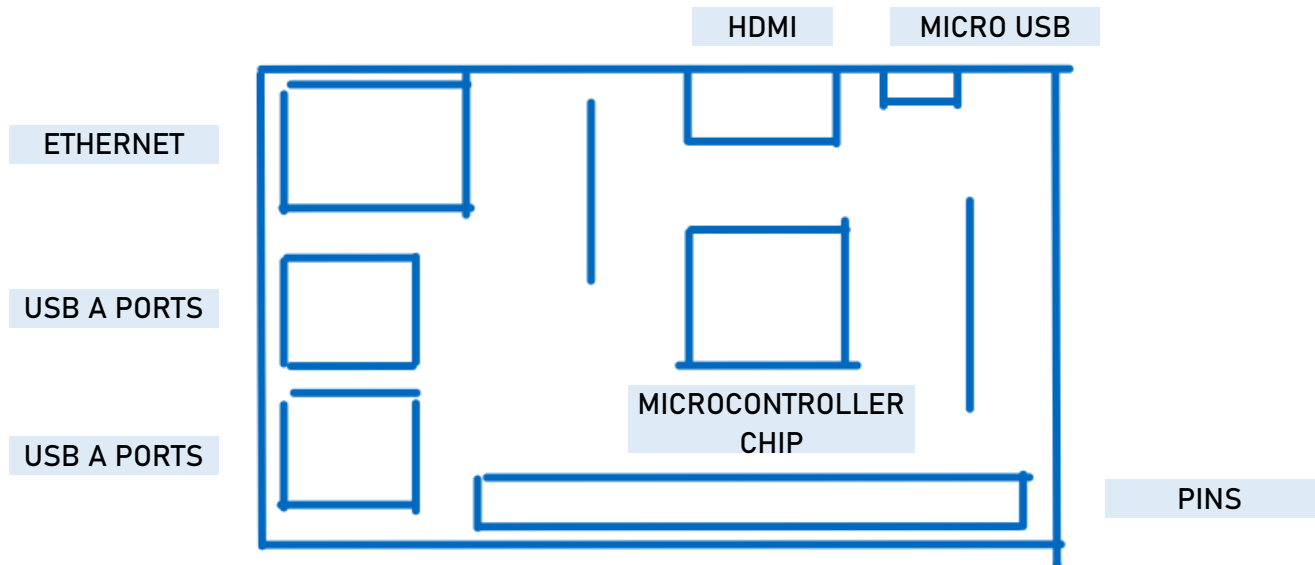 HDMI
MICRO USB
ETHERNET
USB A PORTS
MICROCONTROLLER
CHIP
USB A PORTS
PINS